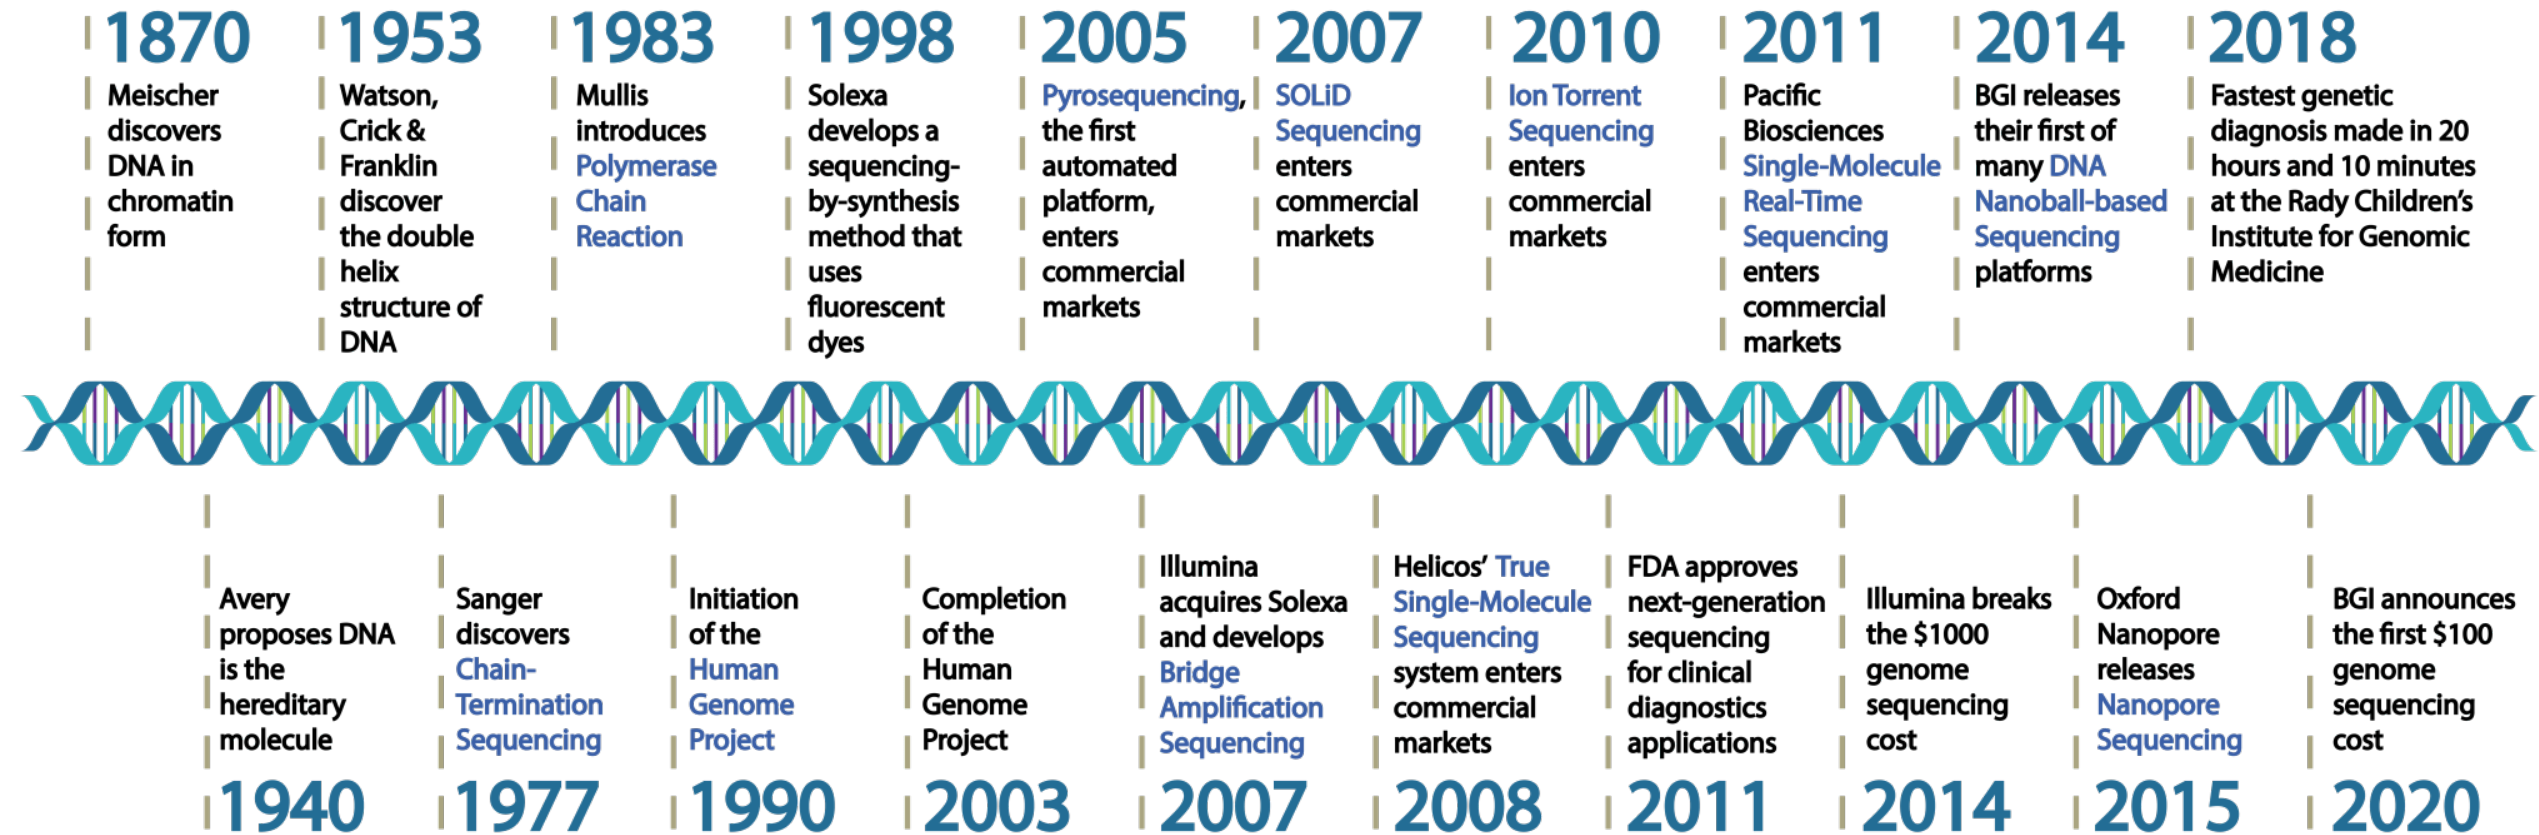 1870
Meischer
discovers
DNA in
chromatin
form
1953
Watson,
Crick &
Franklin
discover
the double
helix
structure of
DNA
1983
Mullis
introduces
Polymerase
Chain
Reaction
1998
Solexa
develops a
sequencing-
by-synthesis
method that
uses
fluorescent
dyes
2005
Pyrosequencing,
the first
automated
platform,
enters
commercial
markets
2007
SOLiD
Sequencing
enters
commercial
markets
2010
Ion Torrent
Sequencing
enters
commercial
markets
2011
Pacific
Biosciences
Single-Molecule
Real-Time
Sequencing
enters
commercial
markets
2014
BGI releases
their first of
many DNA
Nanoball-based
Sequencing
platforms
2018
Fastest genetic
diagnosis made in 20
hours and 10 minutes
at the Rady Children's
Institute for Genomic
Medicine
Avery
proposes DNA
is the
hereditary
molecule
1940
Sanger
discovers
Chain-
Termination
Sequencing
1977
Initiation
of the
Human
Genome
Project
1990
Completion
of the
Human
Genome
Project
2003
Illumina
acquires Solexa
and develops
Bridge
Amplification
Sequencing
2007
Helicos' True
Single-Molecule
Sequencing
system enters
commercial
markets
2008
FDA approves
next-generation
sequencing
for clinical
diagnostics
applications
2011
Illumina breaks
the $1000
genome
sequencing
cost
2014
Oxford
Nanopore
releases
Nanopore
Sequencing
2015
BGI announces
the first $100
genome
sequencing
cost
2020